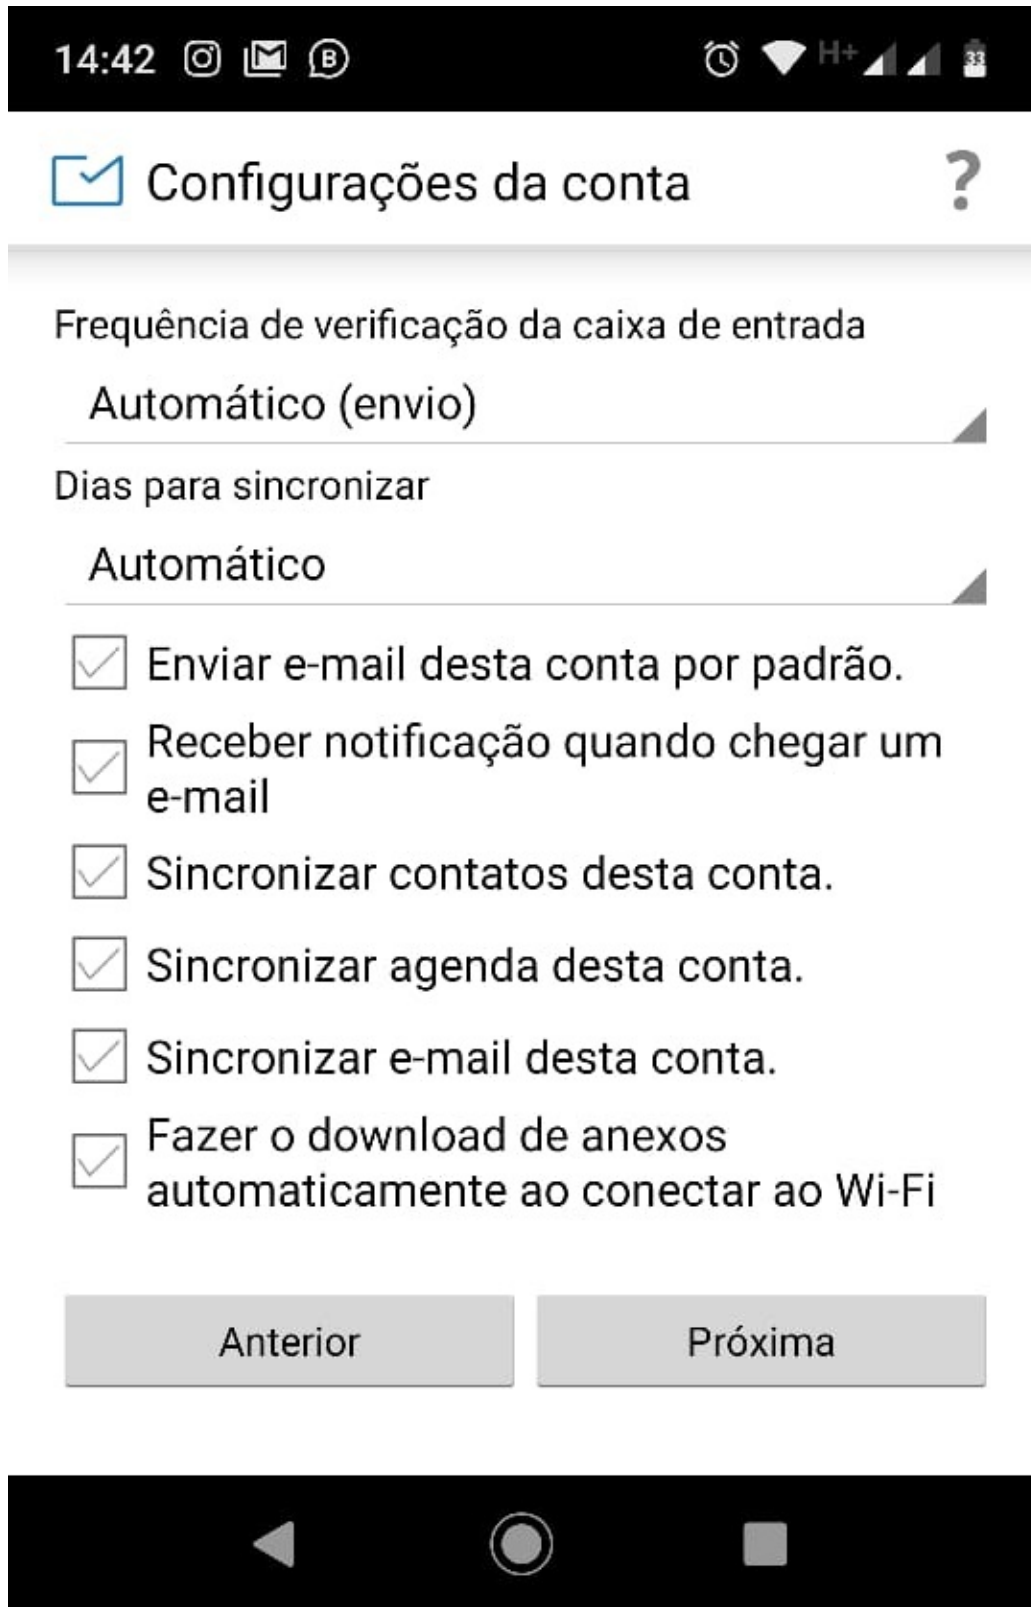 14:42 H+ 33
Configurações da conta ?
Frequência de verificação da caixa de entrada
Automático (envio)
Dias para sincronizar
Automático
Enviar e-mail desta conta por padrão.
Receber notificação quando chegar um
e-mail
Sincronizar contatos desta conta.
Sincronizar agenda desta conta.
Sincronizar e-mail desta conta.
Fazer o download de anexos
automaticamente ao conectar ao Wi-Fi
Anterior Próxima